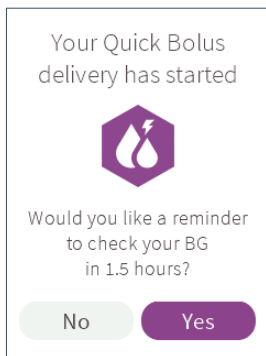 Your Quick Bolus
delivery has started
Would you like a reminder
to check your BG
in 1.5 hours?
No
Yes